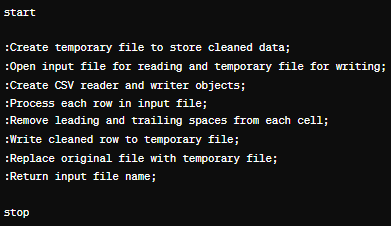 start
:Create temporary file to store cleaned data;
:Open input file for reading and temporary file for writing;
:Create CSV reader and writer objects;
:Process each row in input file;
:Remove leading and trailing spaces from each cell;
:Write cleaned row to temporary file;
:Replace original file with temporary file;
:Return input file name;
stop